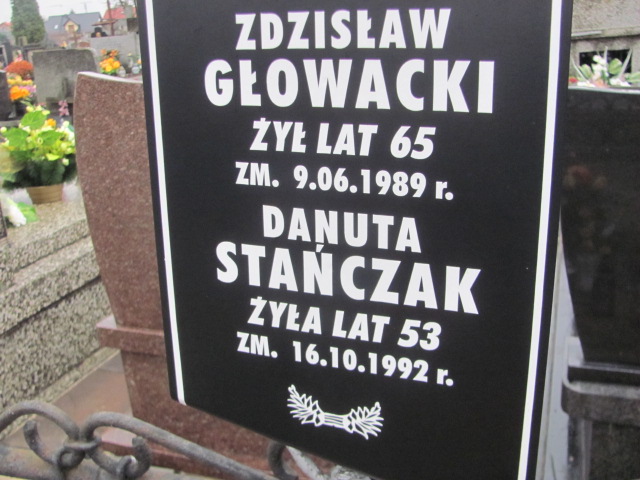 ZDZISŁAW
GŁOWACKI
ŻYŁ LAT 65
ZM. 9.06.1989 r.
DANUTA
STAŃCZAK
ŻYŁA LAT 53
ZM. 16.10.1992 r.